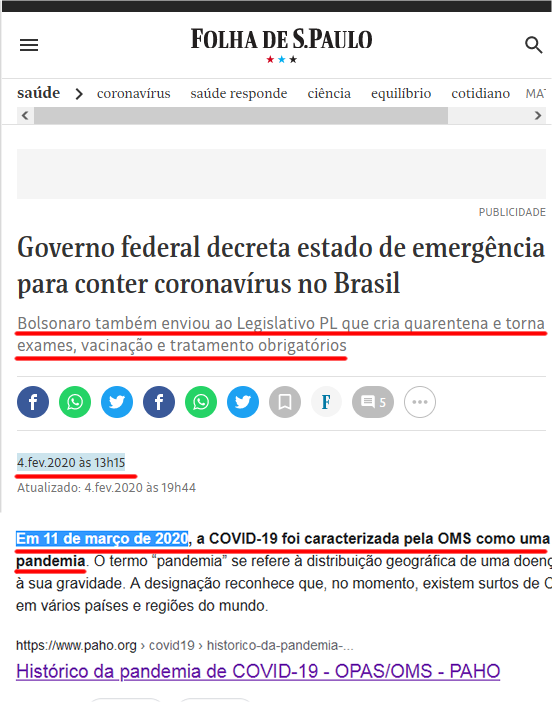 FOLHA DE S.PAULO
saúde > coronavírus saúde responde ciência equilíbrio cotidiano MAT
PUBLICIDADE
Governo federal decreta estado de emergência
para conter coronavírus no Brasil
Bolsonaro também enviou ao Legislativo PL que cria quarentena e torna
exames, vacinação e tratamento obrigatórios
F 5
4.fev.2020 às 13h15
Atualizado: 4.fev.2020 às 19h44
Em 11 de março de 2020, a COVID-19 foi caracterizada pela OMS como uma
pandemia. O termo “pandemia” se refere à distribuição geográfica de uma doenç
à sua gravidade. A designação reconhece que, no momento, existem surtos de C
em vários países e regiões do mundo.
https://www.paho.org › covid19 › historico-da-pandemia-...
Histórico da pandemia de COVID-19 - OPAS/OMS - PAHO